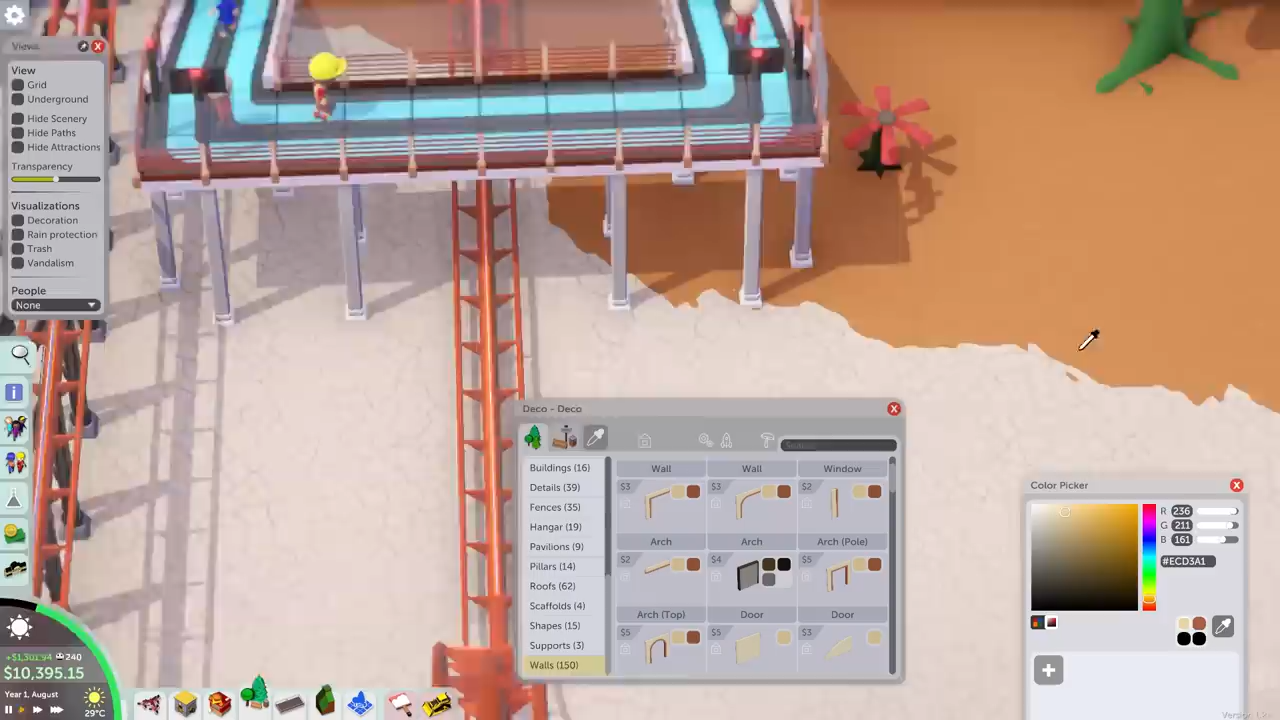 View
View
Grid
Underground
Hide Scenery
Hide Paths
Hide Attractions
Transparency
Visualizations
Decoration
Rain protection
Trash
Vandalism
People
None
Deco - Deco
Buildings (16)
Details (39)
Fences (35)
Hangar (19)
Pavilions (9)
Pillars (14)
Roofs (62)
Scaffolds (4)
Shapes (15)
Supports (3)
Walls (150)
Wall Wall Window
$3 $3 $2
Arch Arch Arch (Pole)
$2 $4 $5
Arch (Top) Door Door
$5 $5 $3
Color Picker
R 236
G 211
B 161
#ECD3A1
240
$10,395.15
Year 1, August
29°C